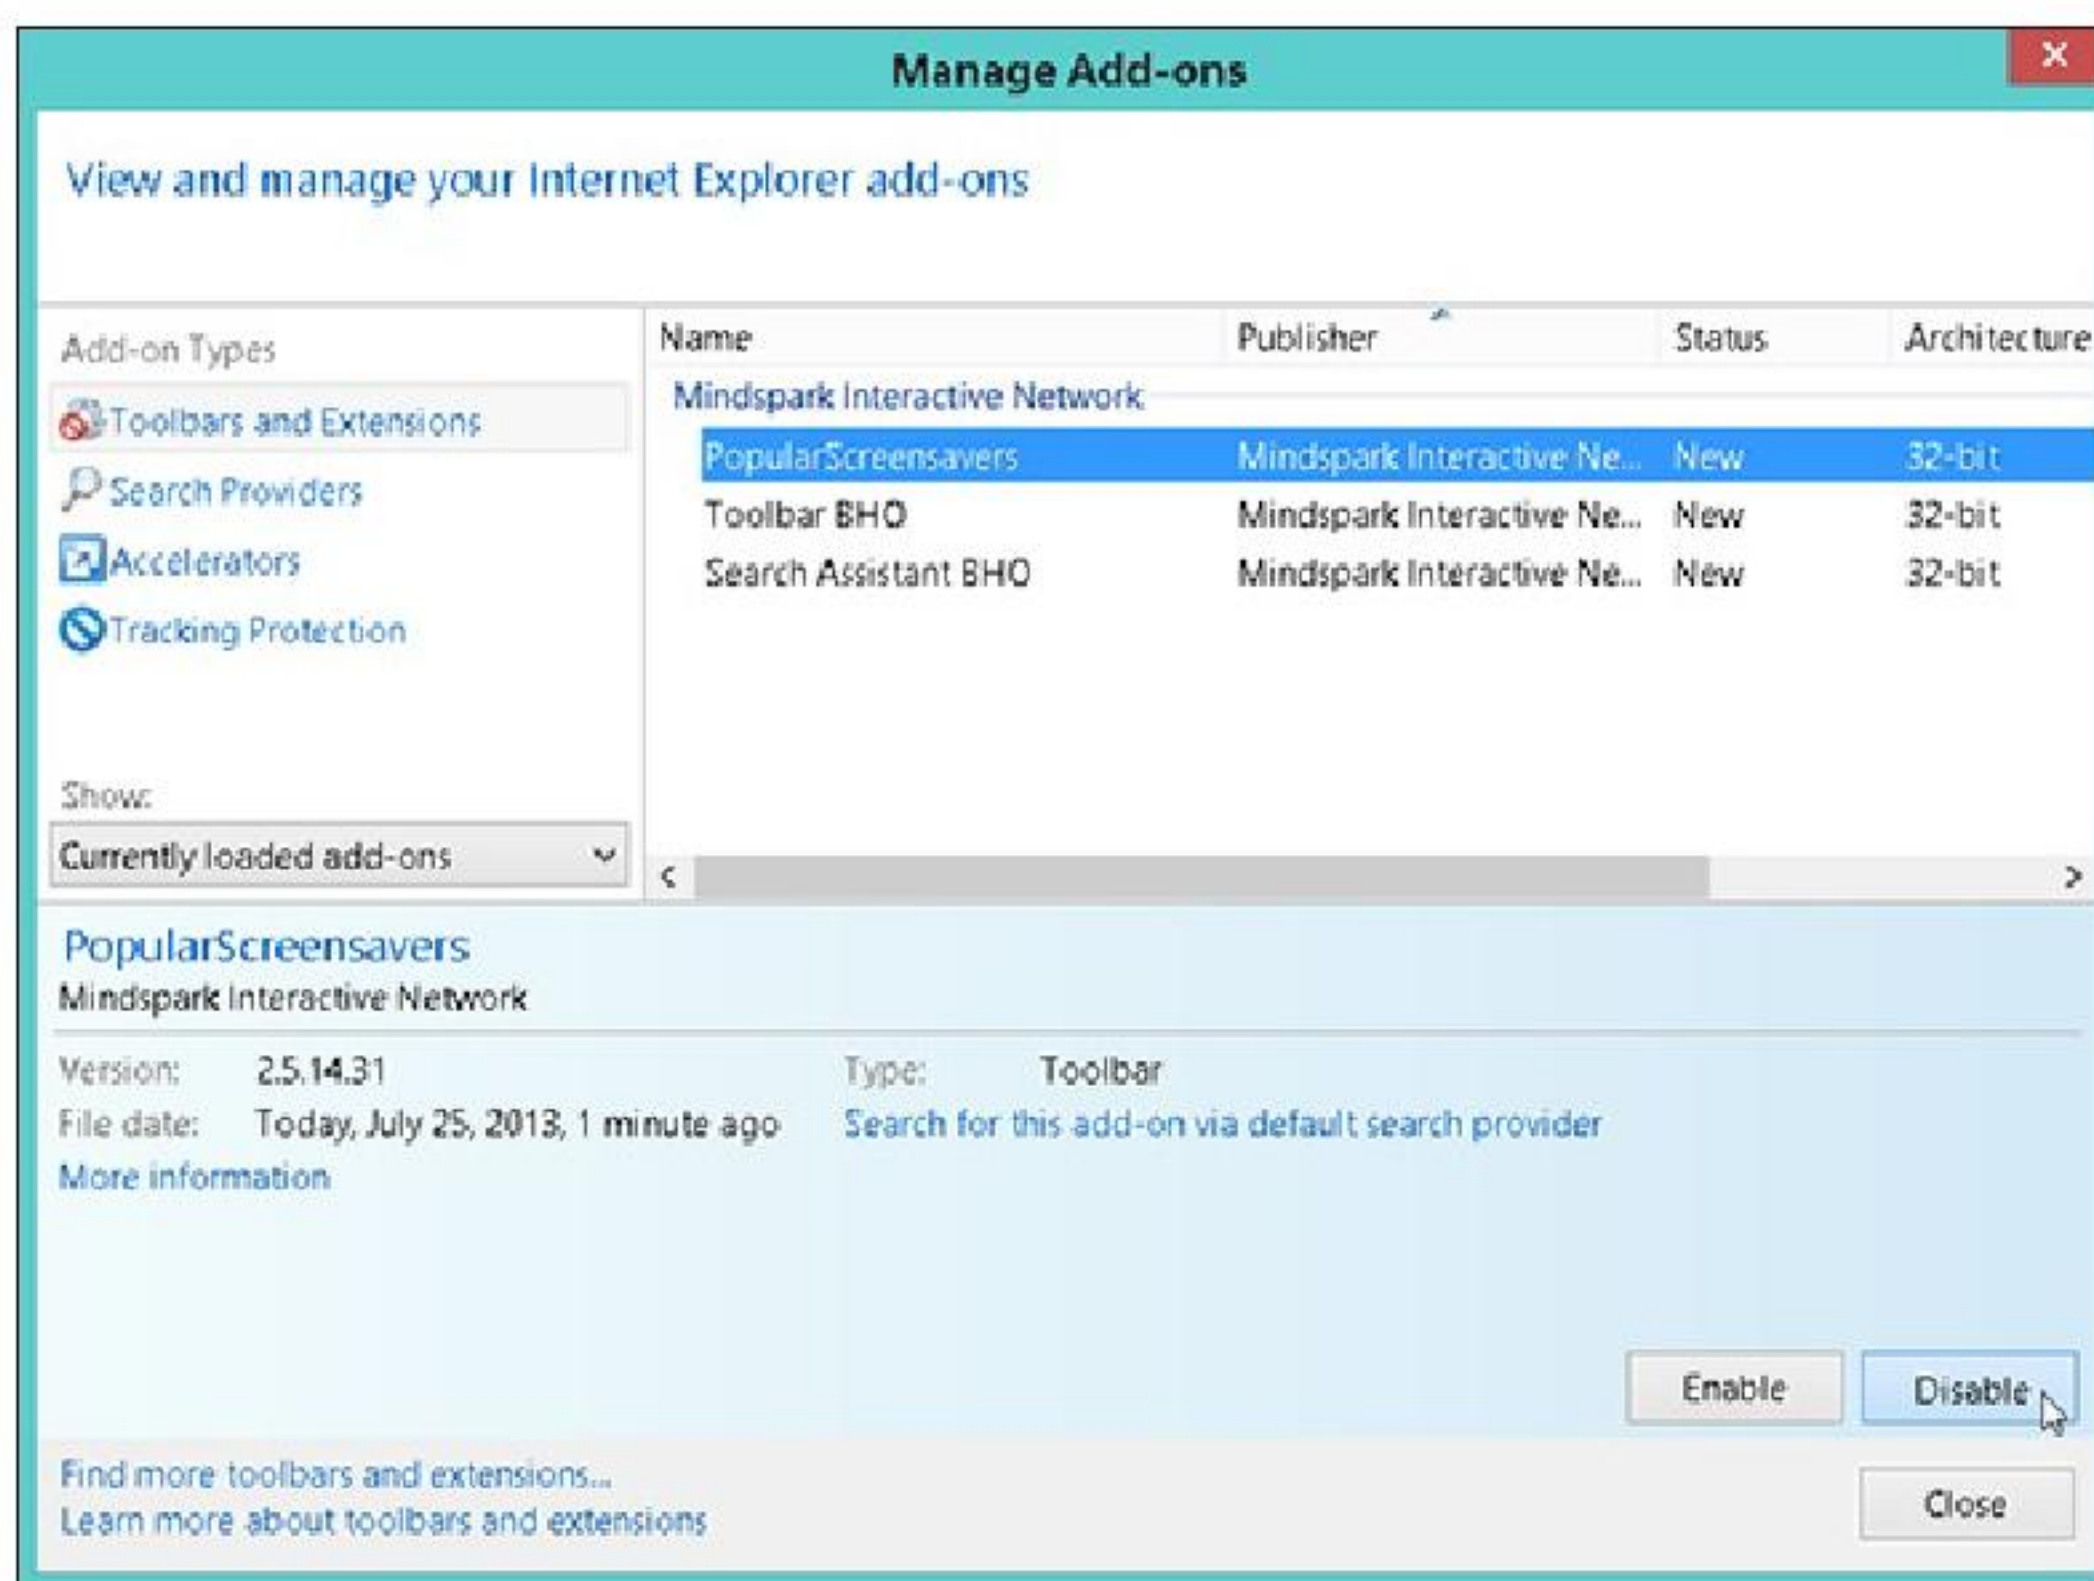 Manage Add-ons
x
View and manage your Internet Explorer add-ons
Add-on Types
Toolbars and Extensions
Search Providers
Accelerators
Tracking Protection
Show:
Currently loaded add-ons
Name Publisher Status Architecture
Mindspark Interactive Network
PopularScreensavers Mindspark Interactive Ne... New 32-bit
Toolbar BHO Mindspark Interactive Ne... New 32-bit
Search Assistant BHO Mindspark Interactive Ne... New 32-bit
PopularScreensavers
Mindspark Interactive Network
Version: 2.5.14.31 Type: Toolbar
File date: Today, July 25, 2013, 1 minute ago Search for this add-on via default search provider
More information
Enable Disable
Find more toolbars and extensions...
Learn more about toolbars and extensions
Close